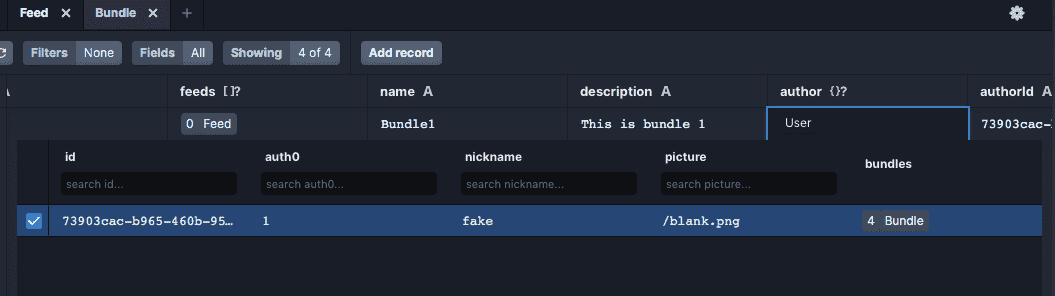 Feed × Bundle × +
Filters None Fields All Showing 4 of 4 Add record
A feeds []? name A description A author {}? authorId A
0 Feed Bundle1 This is bundle 1 User 73903cac-
id auth0 nickname picture bundles
search id... search auth0... search nickname... search picture...
73903cac-b965-460b-95… 1 fake /blank.png 4 Bundle